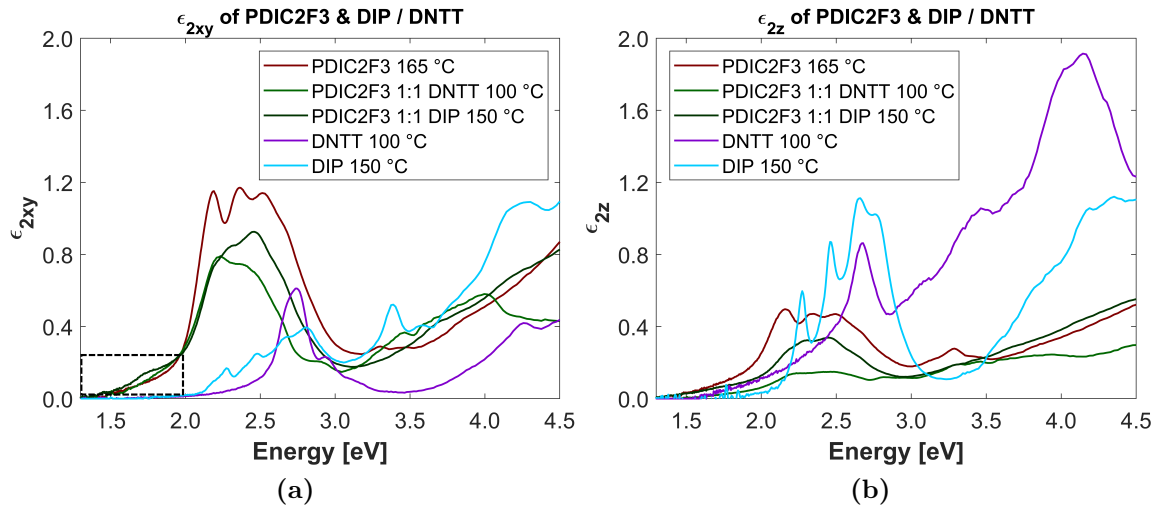 ϵ2xy of PDIC2F3 & DIP / DNTT
ϵ2xy
2.0
1.6
1.2
0.8
0.4
0.0
PDIC2F3 165 °C
PDIC2F3 1:1 DNTT 100 °C
PDIC2F3 1:1 DIP 150 °C
DNTT 100 °C
DIP 150 °C
1.5 2.0 2.5 3.0 3.5 4.0 4.5
Energy [eV]
(a)
ϵ2z of PDIC2F3 & DIP / DNTT
ϵ2z
2.0
1.6
1.2
0.8
0.4
0.0
PDIC2F3 165 °C
PDIC2F3 1:1 DNTT 100 °C
PDIC2F3 1:1 DIP 150 °C
DNTT 100 °C
DIP 150 °C
1.5 2.0 2.5 3.0 3.5 4.0 4.5
Energy [eV]
(b)